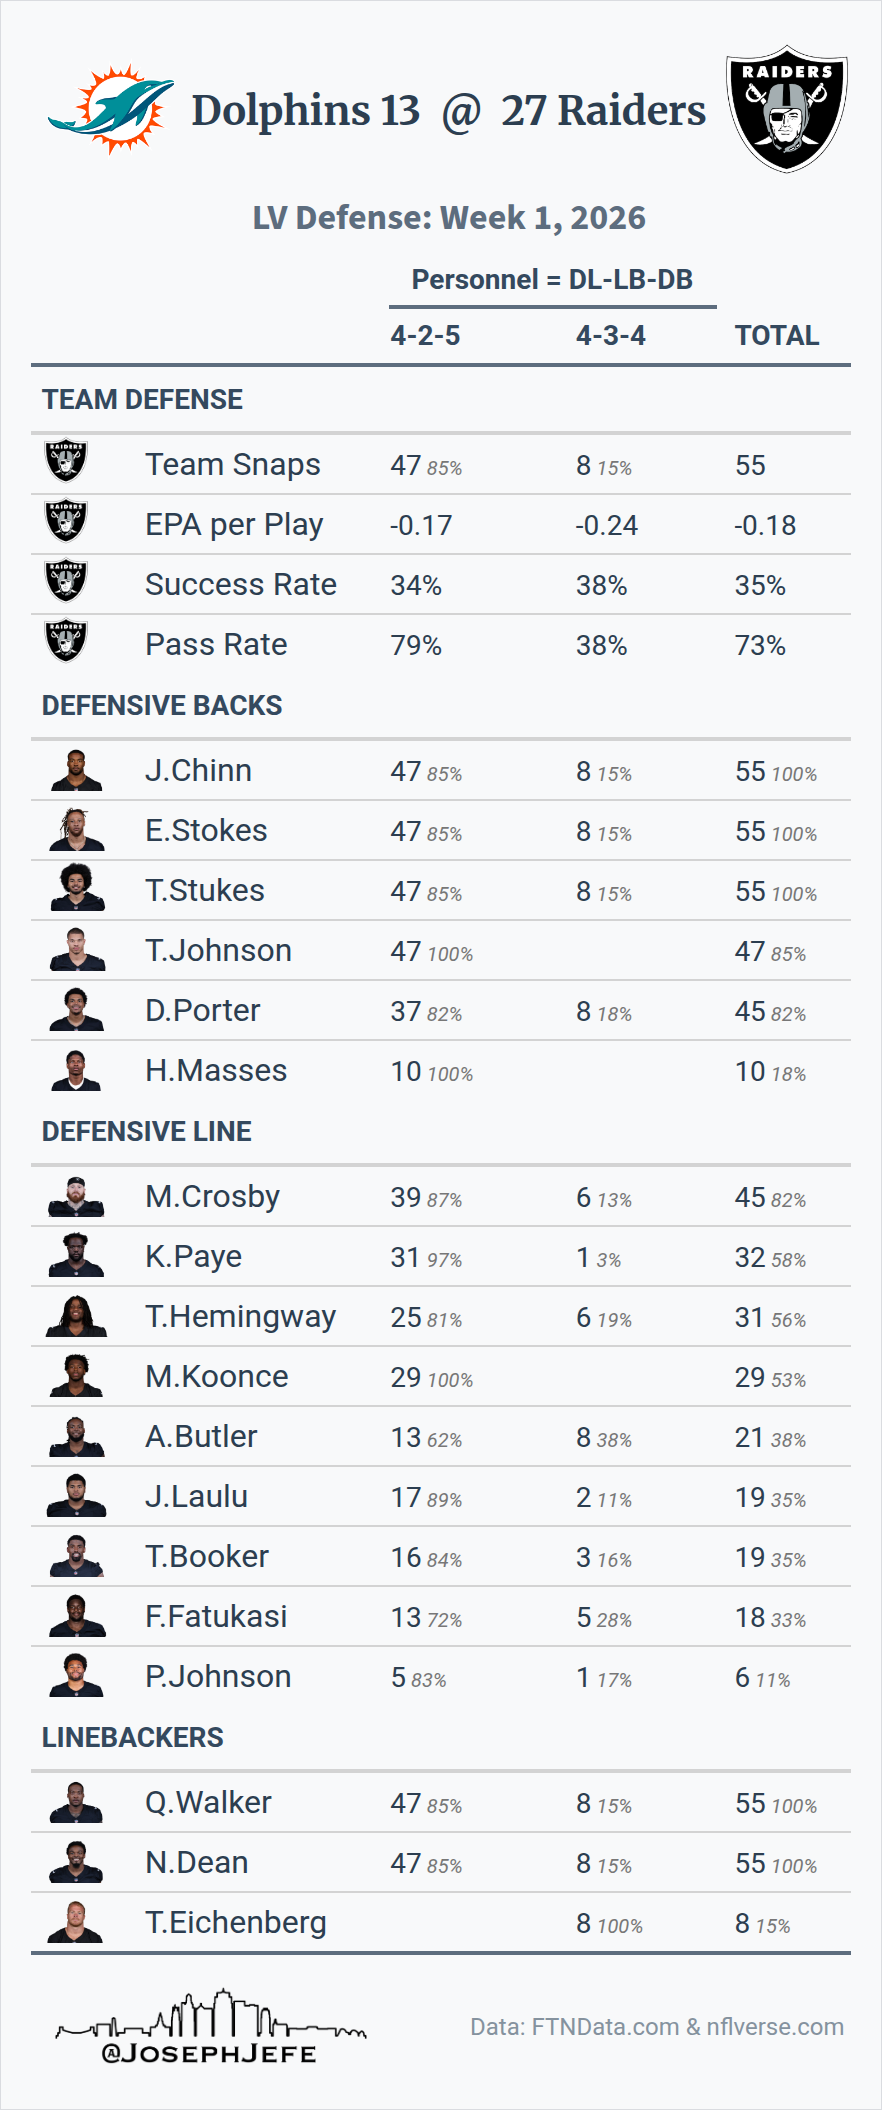 Dolphins 13 @ 27 Raiders
RAIDERS
LV Defense: Week 1, 2026
Personnel = DL-LB-DB
4-2-5 4-3-4 TOTAL
TEAM DEFENSE
RAIDERS Team Snaps 47 85% 8 15% 55
RAIDERS EPA per Play -0.17 -0.24 -0.18
RAIDERS Success Rate 34% 38% 35%
RAIDERS Pass Rate 79% 38% 73%
DEFENSIVE BACKS
J.Chinn 47 85% 8 15% 55 100%
E.Stokes 47 85% 8 15% 55 100%
T.Stukes 47 85% 8 15% 55 100%
T.Johnson 47 100% 47 85%
D.Porter 37 82% 8 18% 45 82%
H.Masses 10 100% 10 18%
DEFENSIVE LINE
M.Crosby 39 87% 6 13% 45 82%
K.Paye 31 97% 1 3% 32 58%
T.Hemingway 25 81% 6 19% 31 56%
M.Koonce 29 100% 29 53%
A.Butler 13 62% 8 38% 21 38%
J.Laulu 17 89% 2 11% 19 35%
T.Booker 16 84% 3 16% 19 35%
F.Fatukasi 13 72% 5 28% 18 33%
P.Johnson 5 83% 1 17% 6 11%
LINEBACKERS
Q.Walker 47 85% 8 15% 55 100%
N.Dean 47 85% 8 15% 55 100%
T.Eichenberg 8 100% 8 15%
@JOSEPHJEFE
Data: FTNData.com & nflverse.com